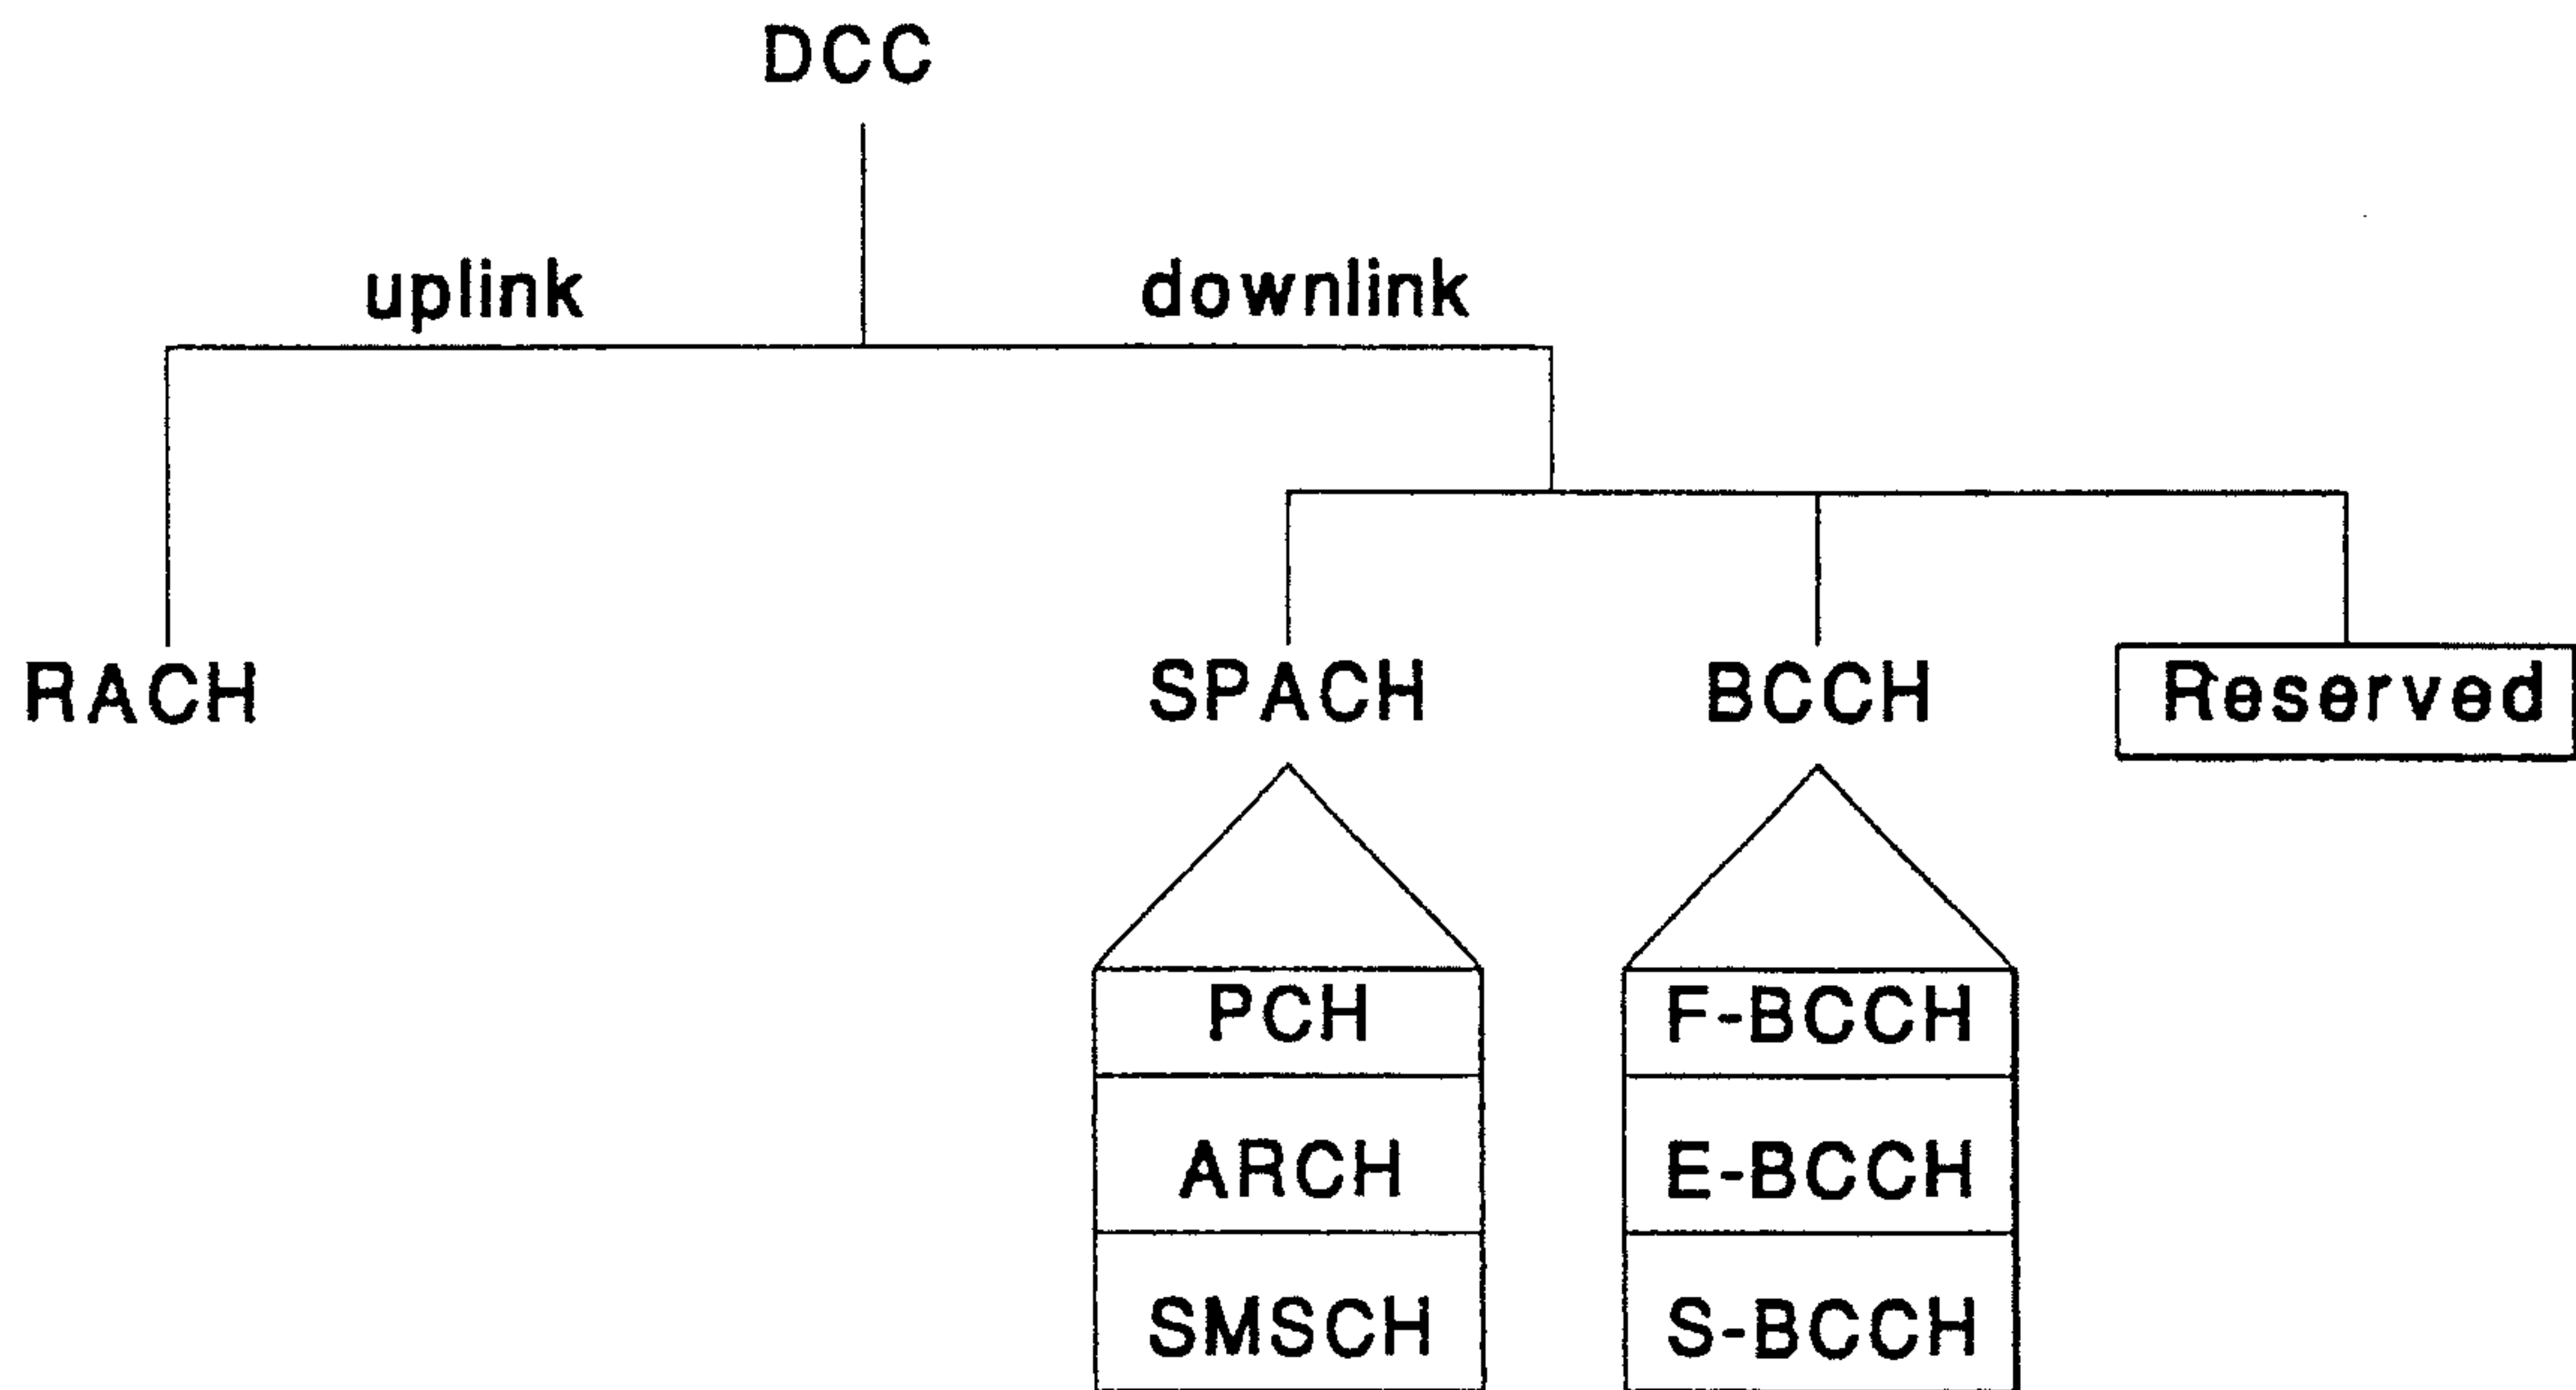 DCC
uplink downlink
RACH SPACH BCCH Reserved
PCH F-BCCH
ARCH E-BCCH
SMSCH S-BCCH